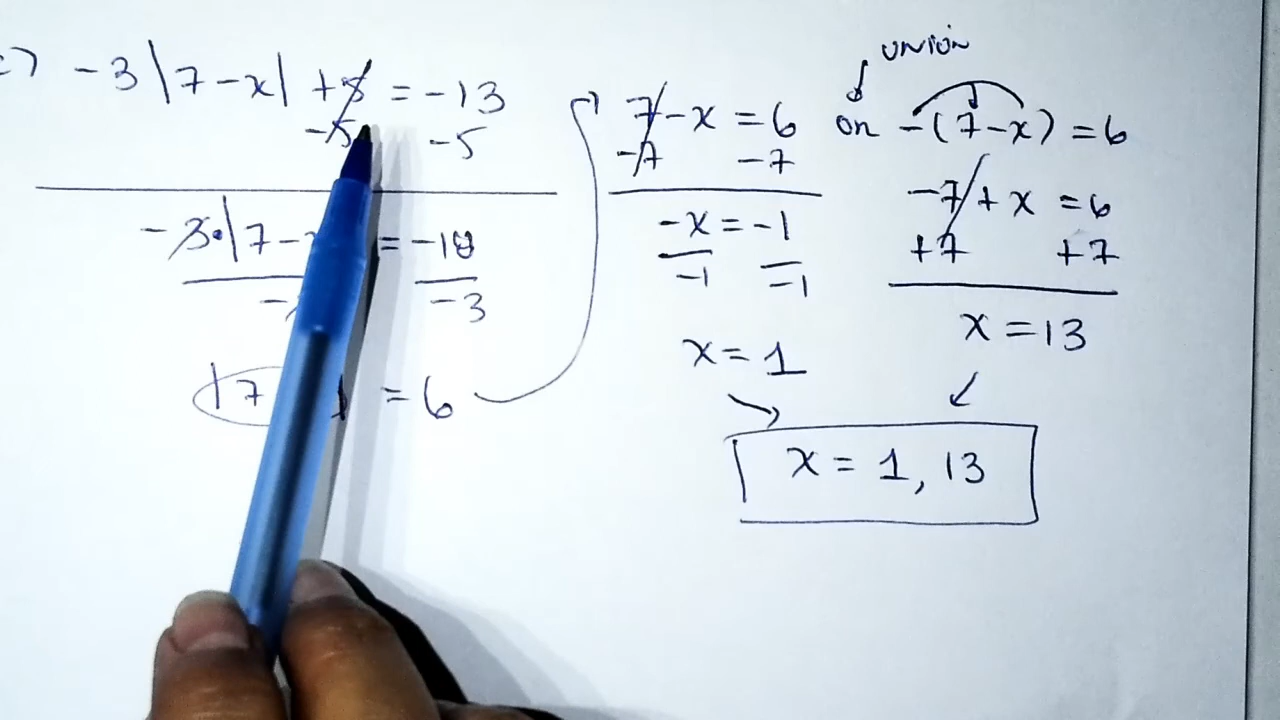 c) -3|7-x| +5 = -13
-5 -5
-3·|7- = -18
-3
|7 = 6
7-x = 6
-7 -7
-x = -1
-1 -1
x = 1
UNION
OR -(7-x) = 6
-7+x = 6
+7 +7
x = 13
x = 1, 13